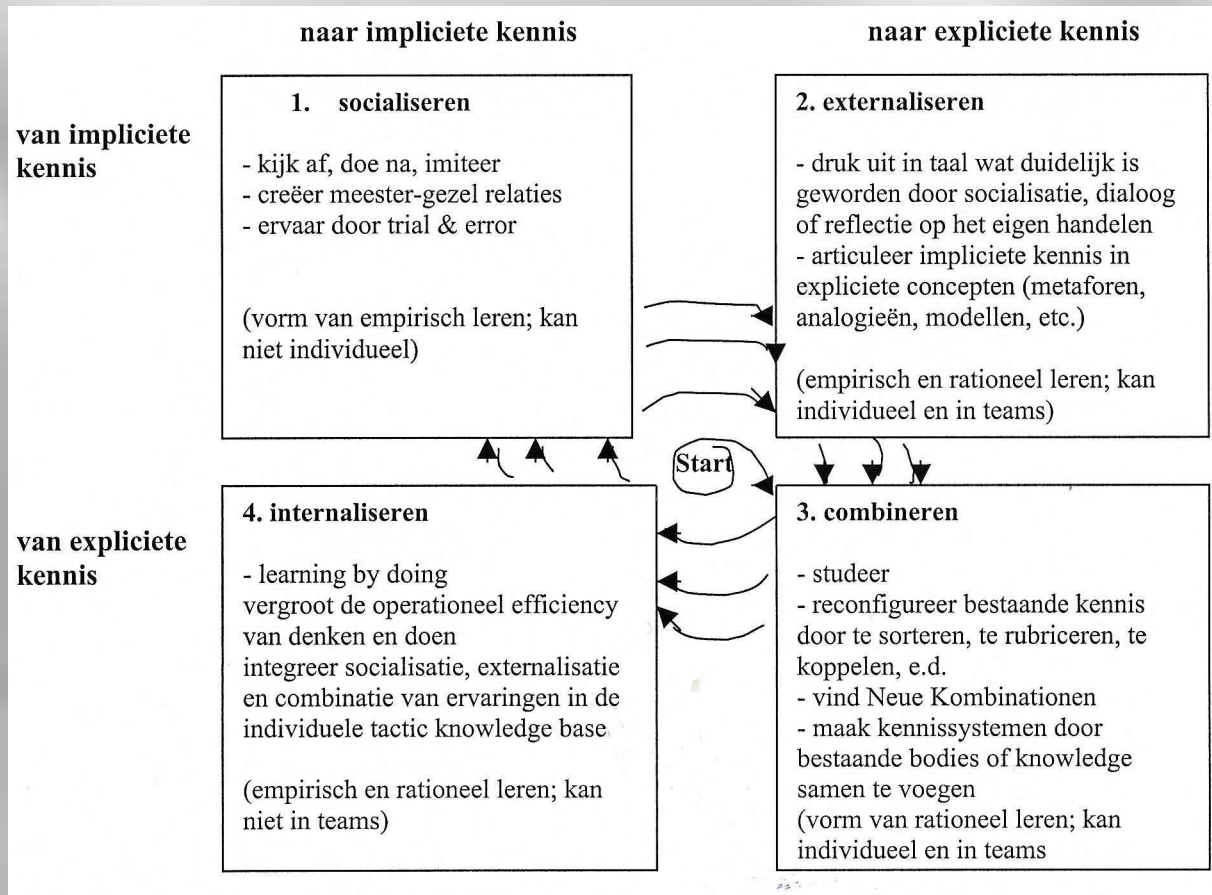 naar impliciete kennis
naar expliciete kennis
van impliciete
kennis
1. socialiseren
- kijk af, doe na, imiteer
- creëer meester-gezel relaties
- ervaar door trial & error
(vorm van empirisch leren; kan
niet individueel)
2. externaliseren
- druk uit in taal wat duidelijk is
geworden door socialisatie, dialoog
of reflectie op het eigen handelen
- articuleer impliciete kennis in
expliciete concepten (metaforen,
analogieën, modellen, etc.)
(empirisch en rationeel leren; kan
individueel en in teams)
Start
van expliciete
kennis
4. internaliseren
- learning by doing
vergroot de operationeel efficiency
van denken en doen
integreer socialisatie, externalisatie
en combinatie van ervaringen in de
individuele tactic knowledge base
(empirisch en rationeel leren; kan
niet in teams)
3. combineren
- studeer
- reconfigureer bestaande kennis
door te sorteren, te rubriceren, te
koppelen, e.d.
- vind Neue Kombinationen
- maak kennissystemen door
bestaande bodies of knowledge
samen te voegen
(vorm van rationeel leren; kan
individueel en in teams